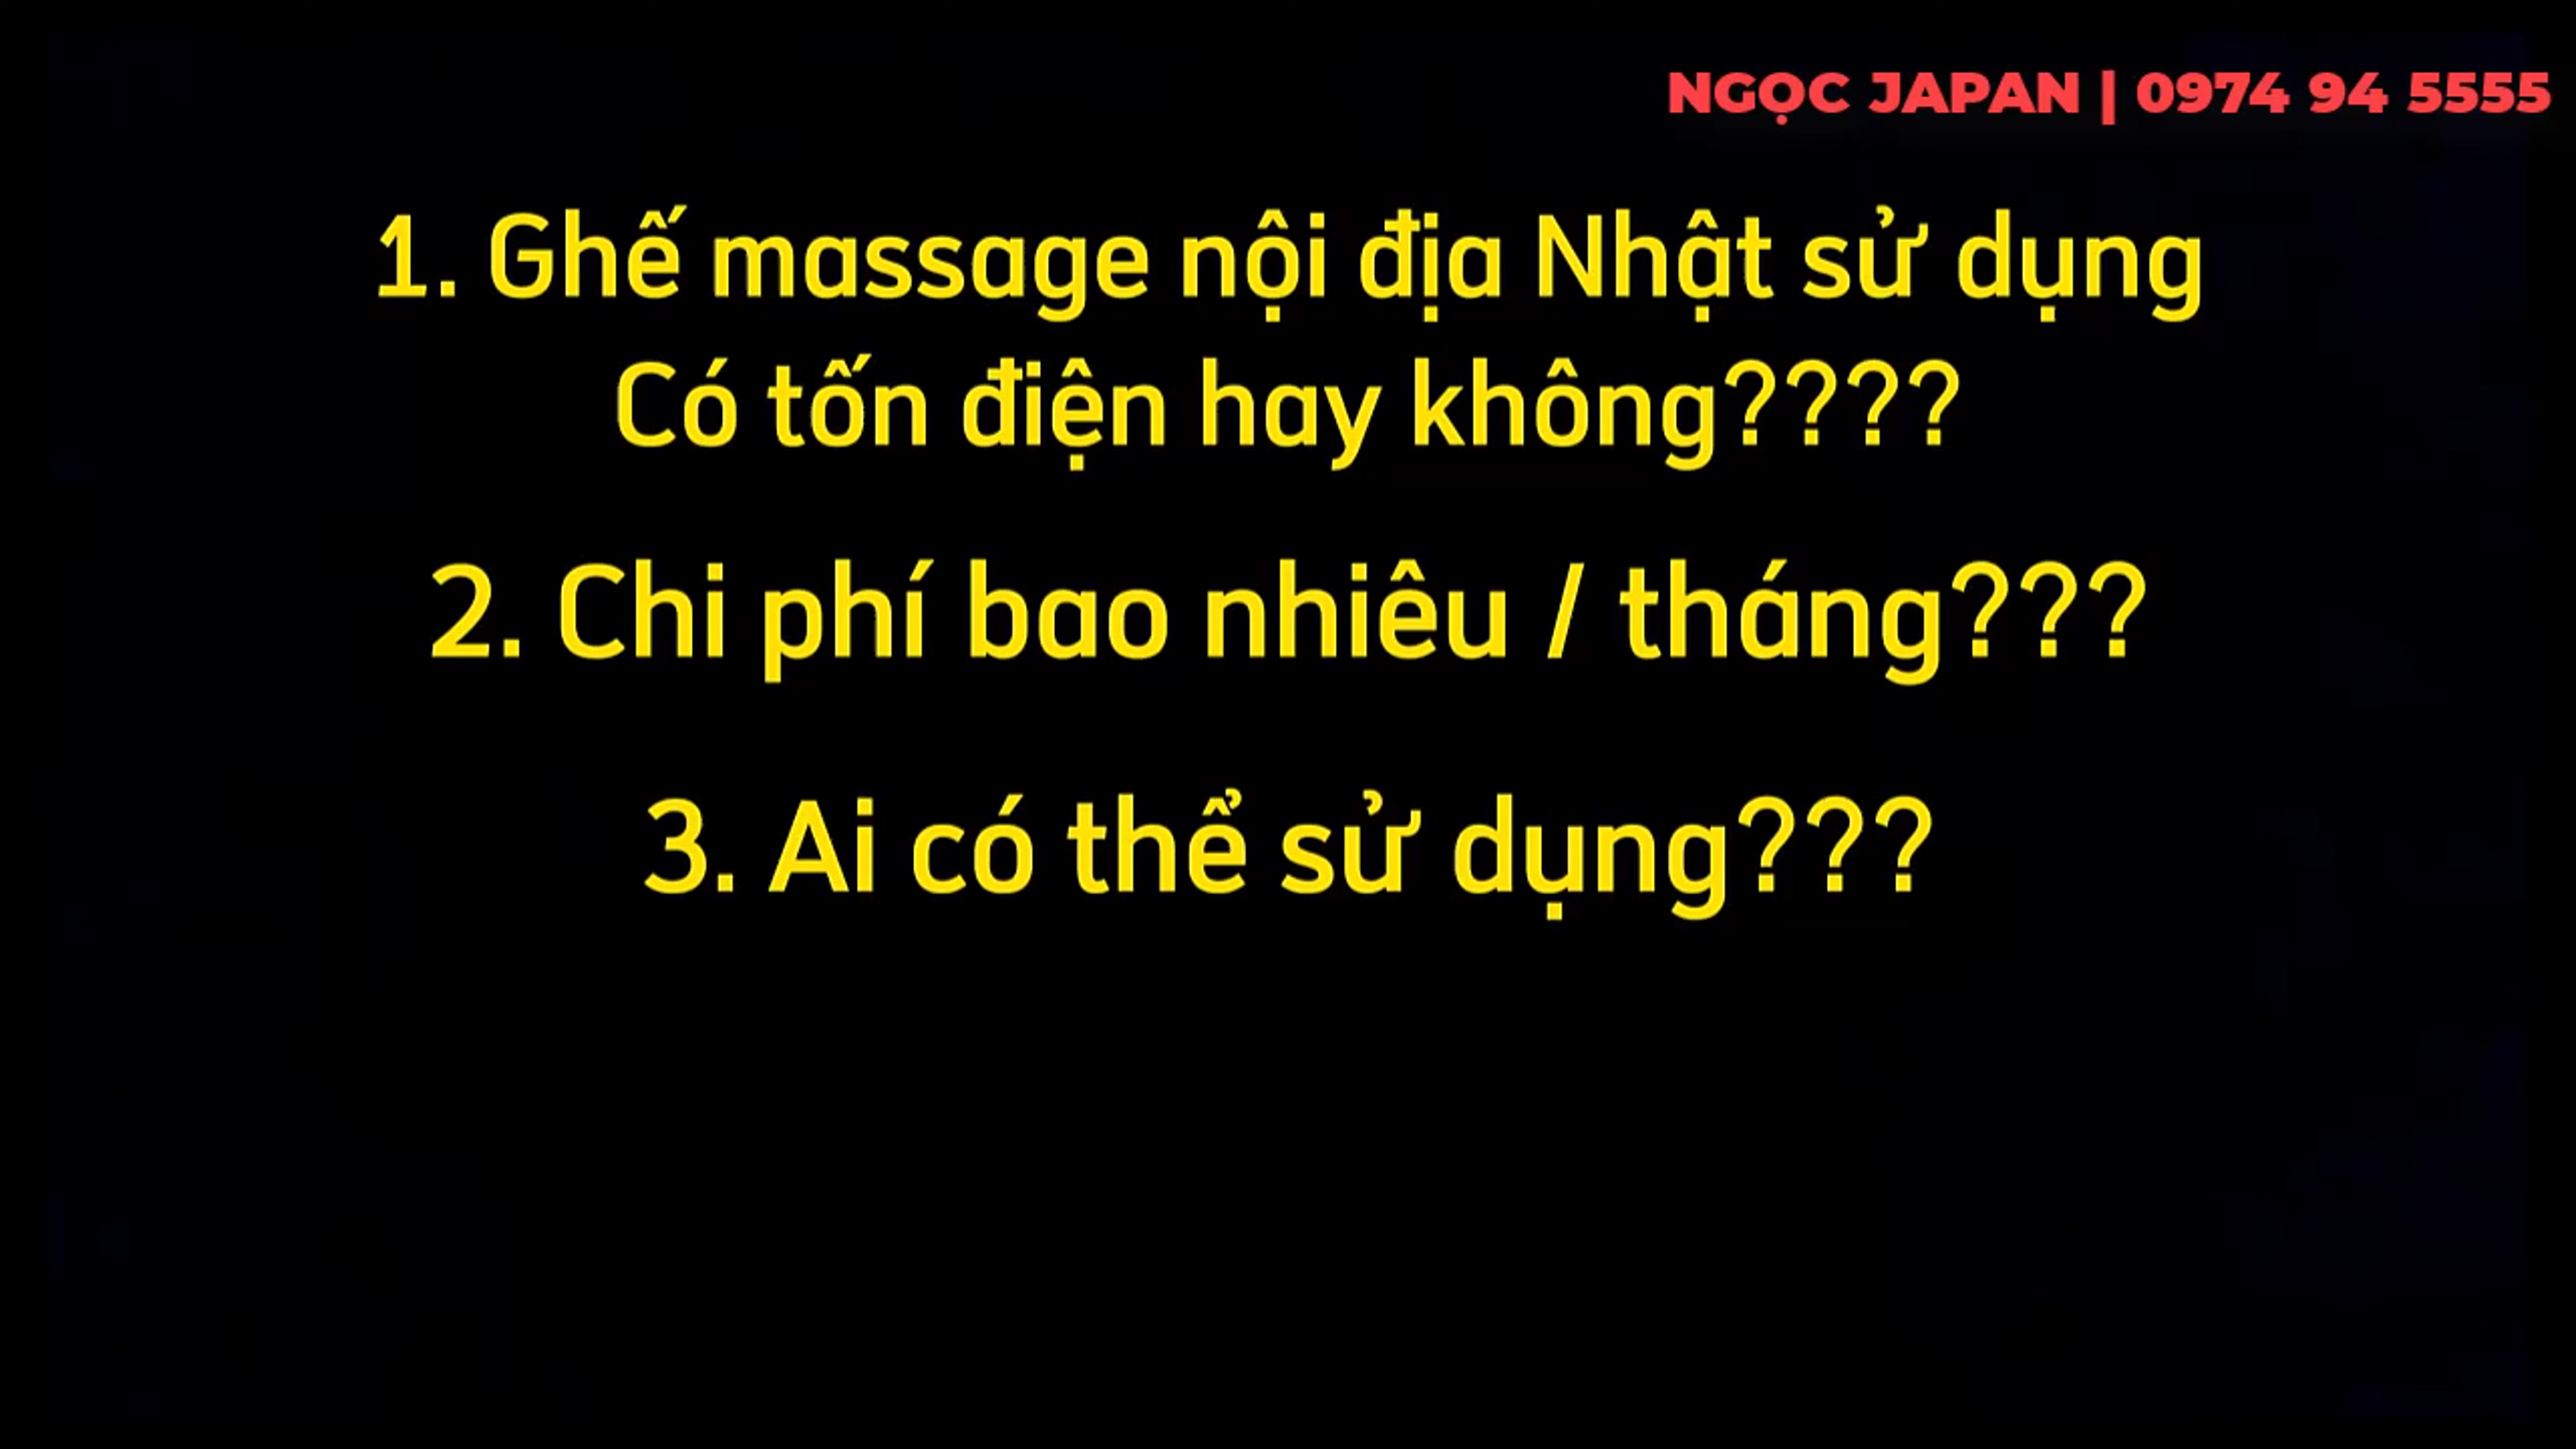 NGỌC JAPAN | 0974 94 5555
1. Ghế massage nội địa Nhật sử dụng
Có tốn điện hay không????
2. Chi phí bao nhiêu / tháng???
3. Ai có thể sử dụng???